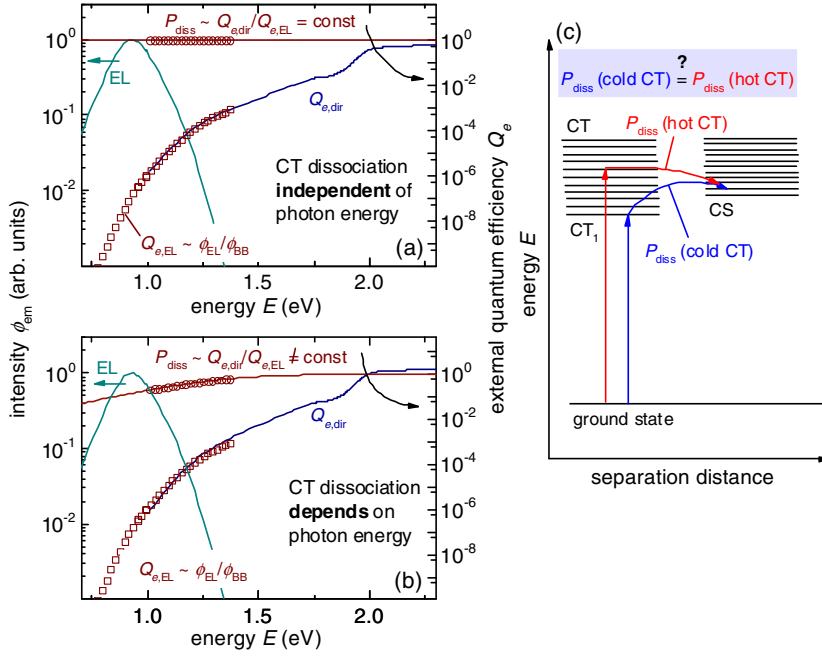 P_diss ~ Q_e,dir/Q_e,EL = const
10^0
10^-1
10^-2
EL
Q_e,dir
CT dissociation
independent of
photon energy
Q_e,EL ~ ϕ_EL/ϕ_BB
(a)
10^0
10^-2
10^-4
10^-6
10^-8
1.0
1.5
2.0
energy E (eV)
intensity ϕ_em (arb. units)
external quantum efficiency Q_e
P_diss ~ Q_e,dir/Q_e,EL ≠ const
10^0
10^-1
10^-2
EL
Q_e,dir
CT dissociation
depends on
photon energy
Q_e,EL ~ ϕ_EL/ϕ_BB
(b)
10^0
10^-2
10^-4
10^-6
10^-8
1.0
1.5
2.0
energy E (eV)
(c)
?
P_diss (cold CT) = P_diss (hot CT)
CT
P_diss (hot CT)
CT_1
CS
P_diss (cold CT)
energy E
ground state
separation distance